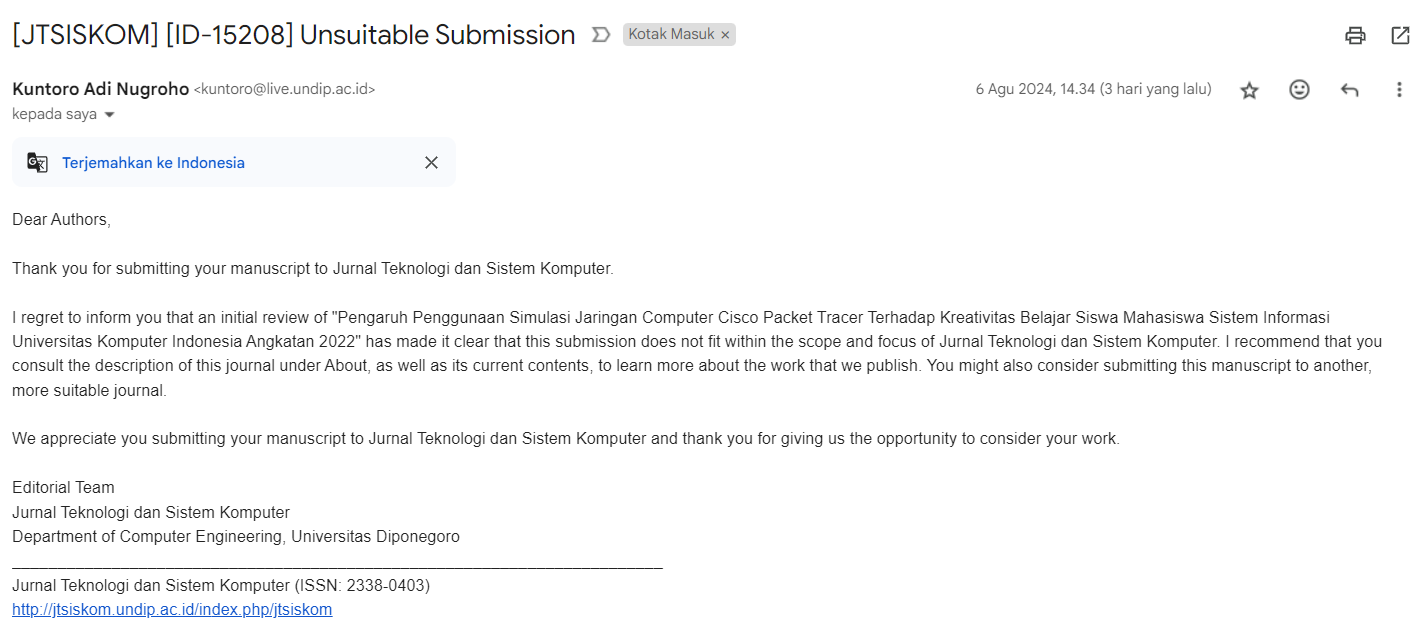 [JTSISKOM] [ID-15208] Unsuitable Submission Kotak Masuk ×
Kuntoro Adi Nugroho <kuntoro@live.undip.ac.id> 6 Agu 2024, 14.34 (3 hari yang lalu)
kepada saya
Terjemahkan ke Indonesia
Dear Authors,
Thank you for submitting your manuscript to Jurnal Teknologi dan Sistem Komputer.
I regret to inform you that an initial review of "Pengaruh Penggunaan Simulasi Jaringan Computer Cisco Packet Tracer Terhadap Kreativitas Belajar Siswa Mahasiswa Sistem Informasi
Universitas Komputer Indonesia Angkatan 2022" has made it clear that this submission does not fit within the scope and focus of Jurnal Teknologi dan Sistem Komputer. I recommend that you
consult the description of this journal under About, as well as its current contents, to learn more about the work that we publish. You might also consider submitting this manuscript to another,
more suitable journal.
We appreciate you submitting your manuscript to Jurnal Teknologi dan Sistem Komputer and thank you for giving us the opportunity to consider your work.
Editorial Team
Jurnal Teknologi dan Sistem Komputer
Department of Computer Engineering, Universitas Diponegoro
________________________________________________________________________
Jurnal Teknologi dan Sistem Komputer (ISSN: 2338-0403)
http://jtsiskom.undip.ac.id/index.php/jtsiskom